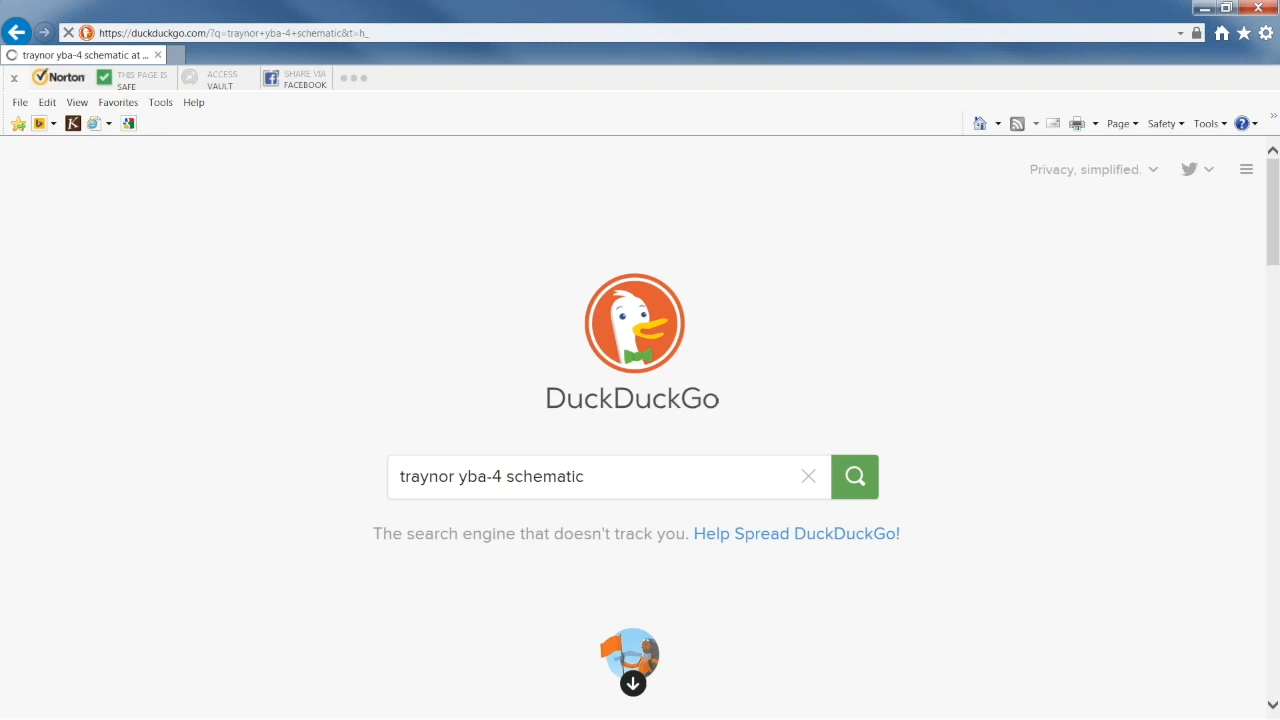 https://duckduckgo.com/?q=traynor+yba-4+schematic&t=h_
traynor yba-4 schematic at ...
Norton
THIS PAGE IS
SAFE
ACCESS
VAULT
SHARE VIA
FACEBOOK
File Edit View Favorites Tools Help
Page Safety Tools
Privacy, simplified.
DuckDuckGo
traynor yba-4 schematic
The search engine that doesn't track you. Help Spread DuckDuckGo!